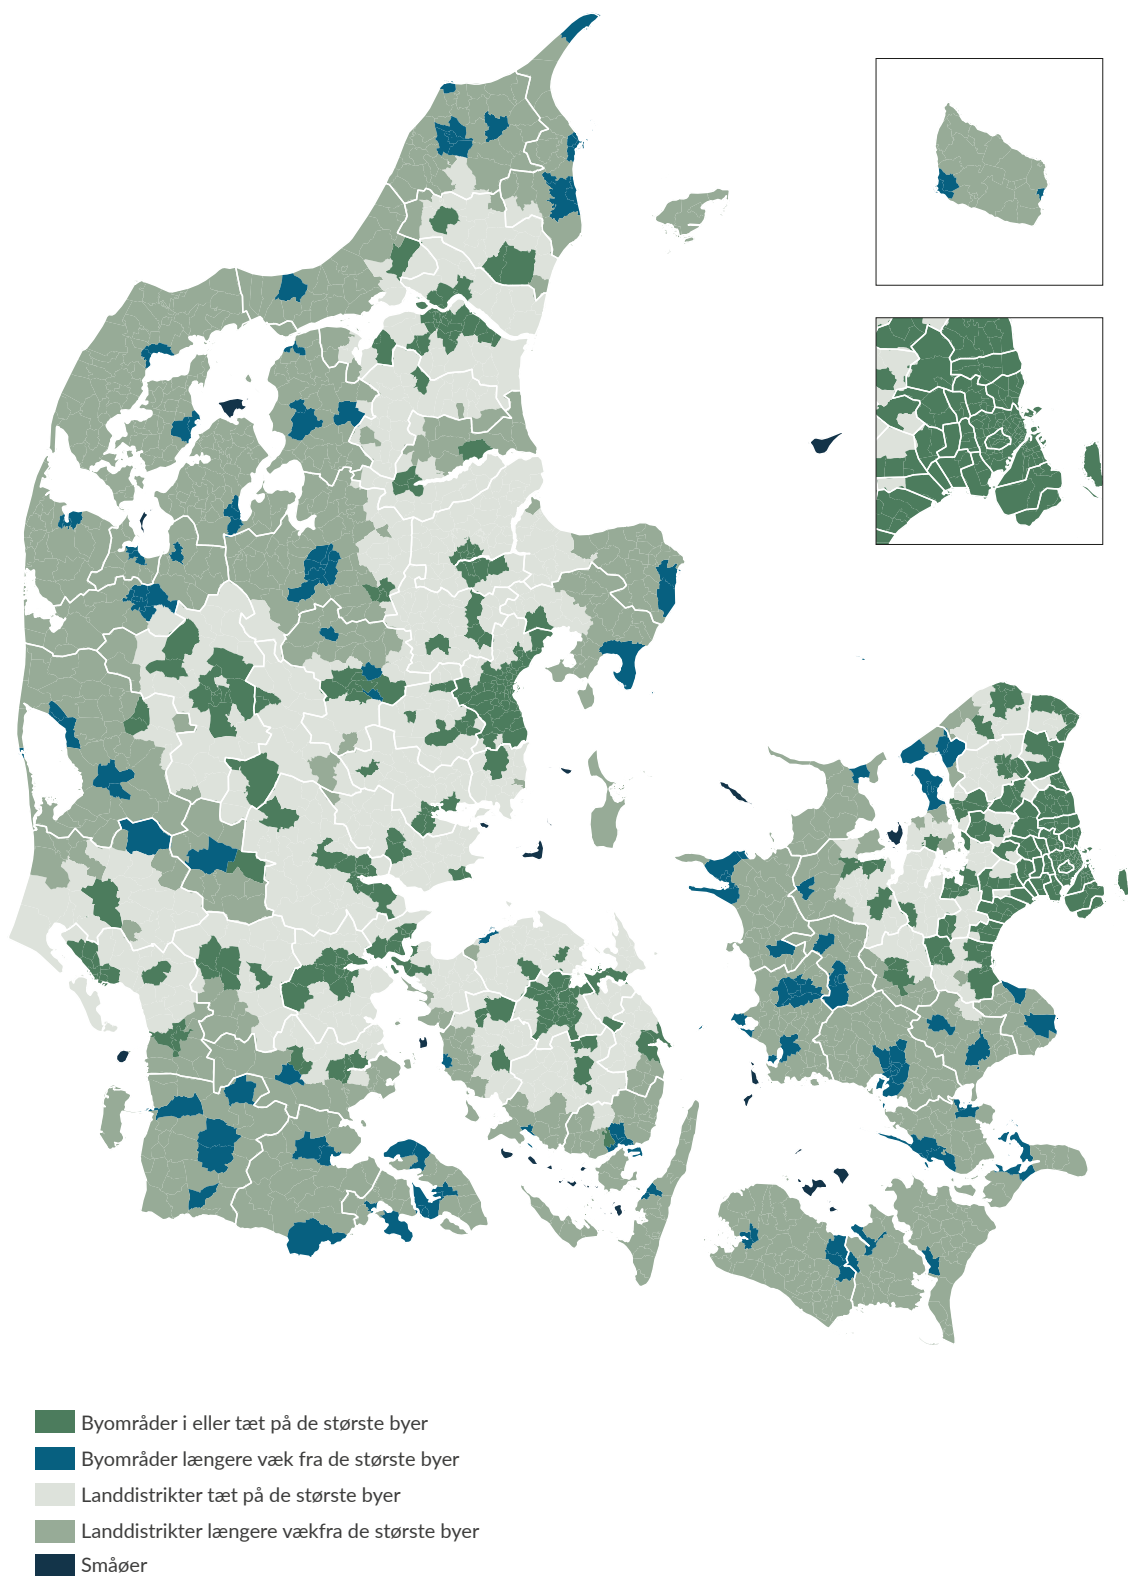 Byområder i eller tæt på de største byer
Byområder længere væk fra de største byer
Landdistrikter tæt på de største byer
Landdistrikter længere vækfra de største byer
Småøer